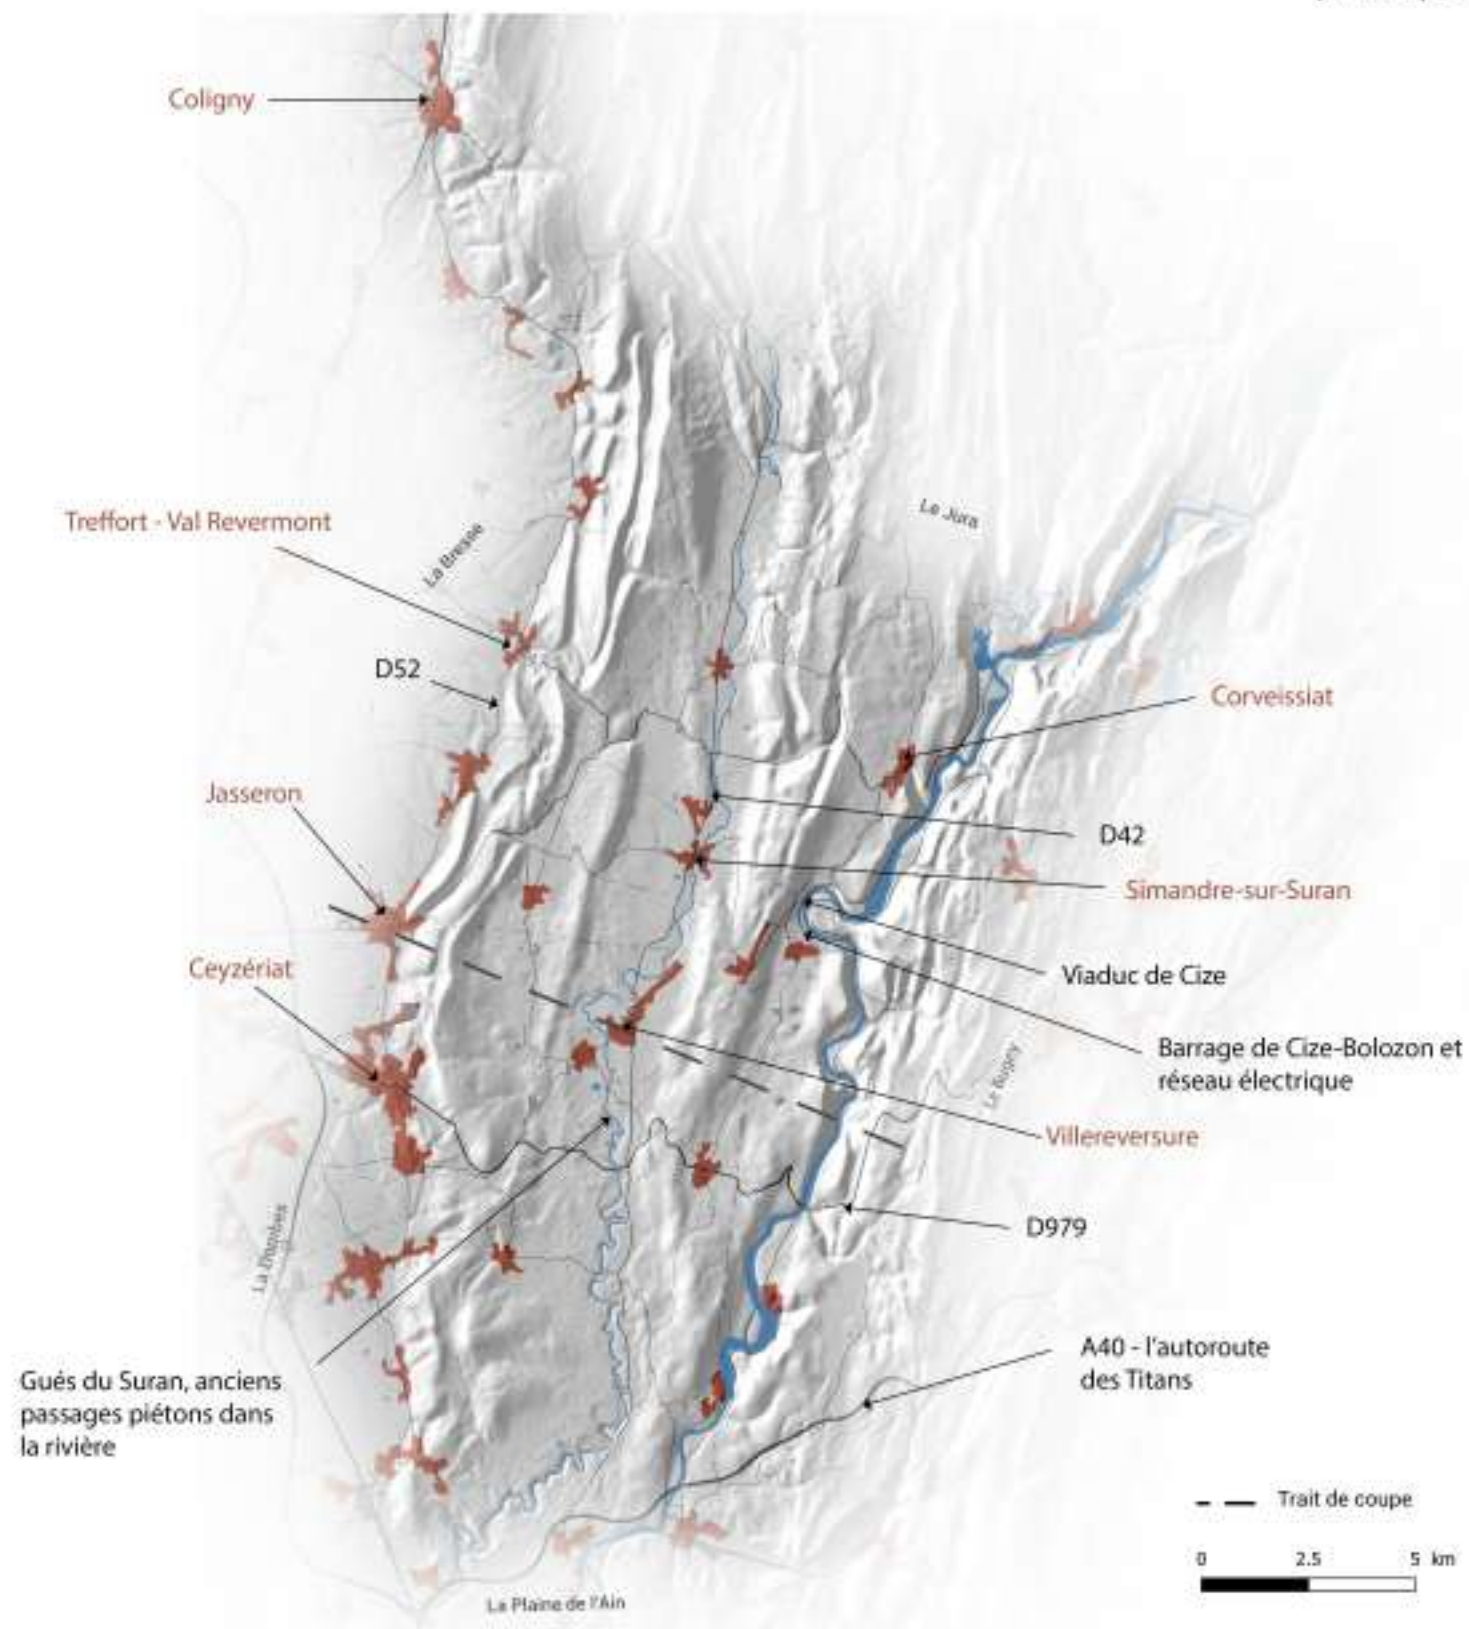 Coligny
Treffort - Val Revermont
La Bresse
Le Jura
D52
Corveissiat
Jasseron
D42
Simandre-sur-Suran
Ceyzériat
Viaduc de Cize
Barrage de Cize-Bolozon et
réseau électrique
Le Bugey
Villereversure
La Dombes
D979
A40 - l'autoroute
des Titans
Gués du Suran, anciens
passages piétons dans
la rivière
Trait de coupe
0 2.5 5 km
La Plaine de l'Ain